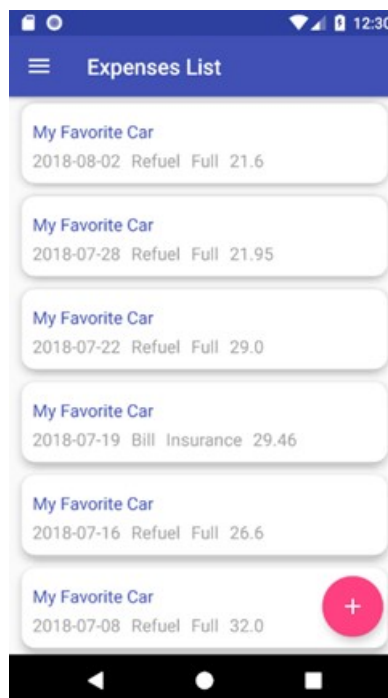 12:30
Expenses List
My Favorite Car
2018-08-02 Refuel Full 21.6
My Favorite Car
2018-07-28 Refuel Full 21.95
My Favorite Car
2018-07-22 Refuel Full 29.0
My Favorite Car
2018-07-19 Bill Insurance 29.46
My Favorite Car
2018-07-16 Refuel Full 26.6
My Favorite Car
2018-07-08 Refuel Full 32.0
+